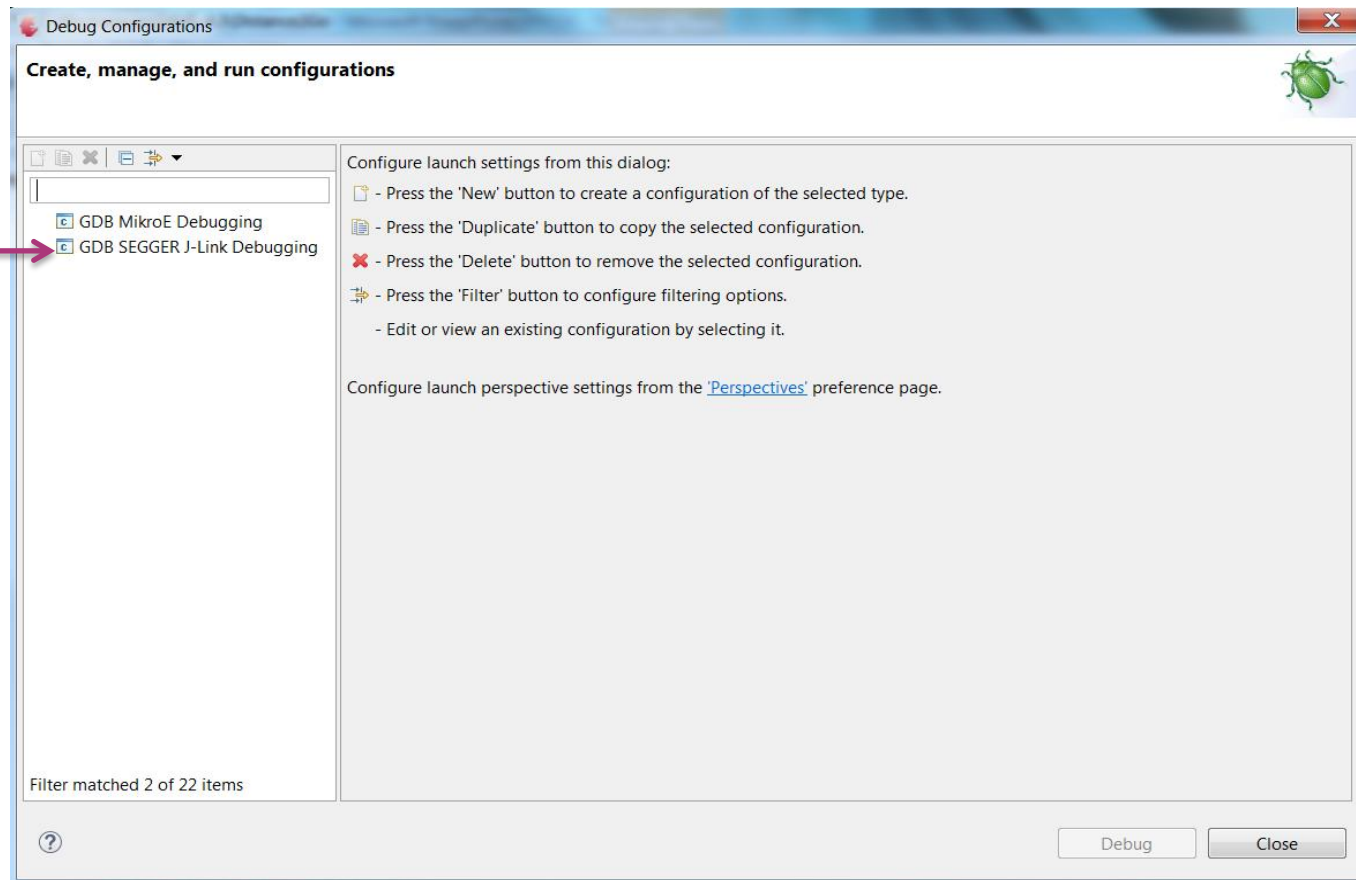 Debug Configurations
Create, manage, and run configurations
Configure launch settings from this dialog:
- Press the 'New' button to create a configuration of the selected type.
- Press the 'Duplicate' button to copy the selected configuration.
- Press the 'Delete' button to remove the selected configuration.
- Press the 'Filter' button to configure filtering options.
- Edit or view an existing configuration by selecting it.
Configure launch perspective settings from the 'Perspectives' preference page.
GDB MikroE Debugging
GDB SEGGER J-Link Debugging
Filter matched 2 of 22 items
Debug
Close